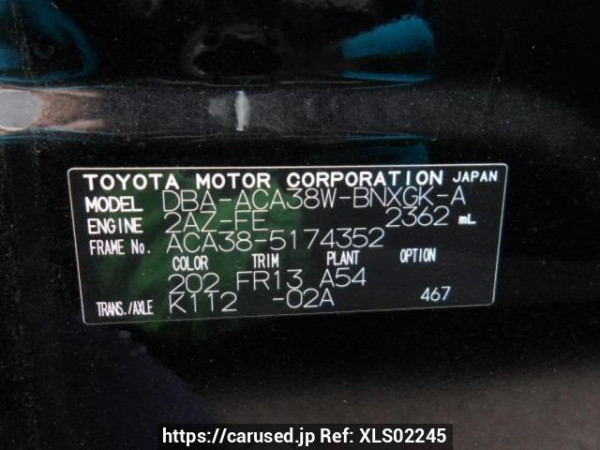 TOYOTA MOTOR CORPORATION JAPAN
MODEL DBA-ACA38W-BNXGK-A
ENGINE 2AZ-FE 2362 mL
FRAME No. ACA38-5174352
COLOR TRIM PLANT OPTION
202 FR13 A54
TRANS./AXLE K112 -02A 467
https://carused.jp Ref: XLS02245